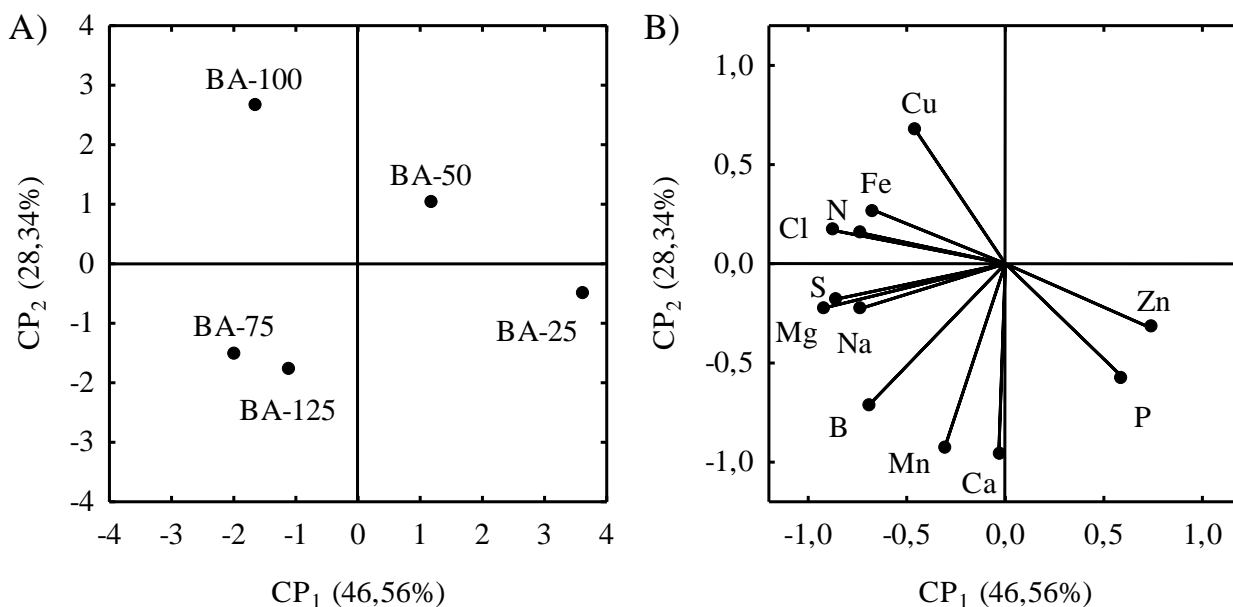 A)
4
3
2
1
0
-1
-2
-3
-4
-4 -3 -2 -1 0 1 2 3 4
CP2 (28,34%)
CP1 (46,56%)
BA-100
BA-50
BA-25
BA-75
BA-125
B)
1,0
0,5
0,0
-0,5
-1,0
-1,0 -0,5 0,0 0,5 1,0
CP2 (28,34%)
CP1 (46,56%)
Cu
Fe
N
Cl
S
Mg
Na
B
Mn
Ca
Zn
P